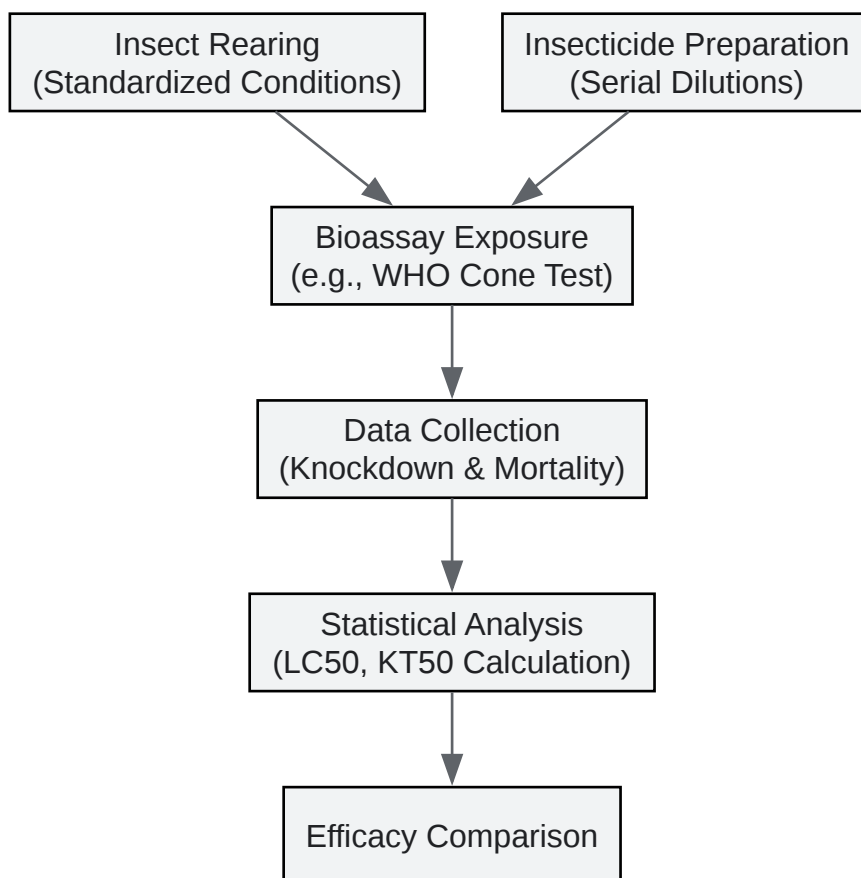 Insect Rearing
(Standardized Conditions)
Insecticide Preparation
(Serial Dilutions)
Bioassay Exposure
(e.g., WHO Cone Test)
Data Collection
(Knockdown & Mortality)
Statistical Analysis
(LC50, KT50 Calculation)
Efficacy Comparison